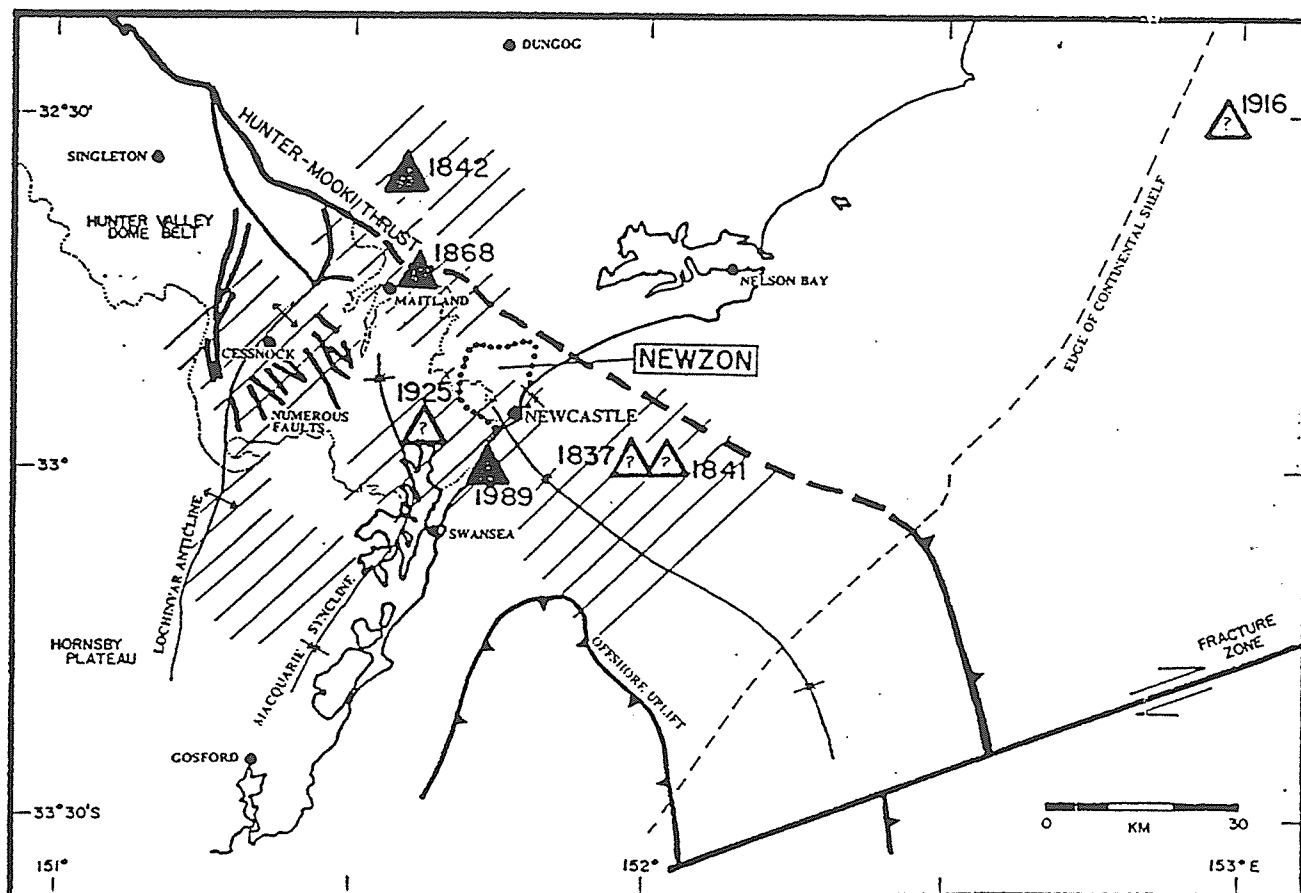 DUNGOG
32°30'
1916
?
SINGLETON
HUNTER-MOOKI THRUST
1842
HUNTER VALLEY
DOME BELT
EDGE OF CONTINENTAL SHELF
1868
MAITLAND
NELSON BAY
CESSNOCK
NEWZON
1925
?
NUMEROUS
FAULTS
NEWCASTLE
33°
1837
?
?
1841
1989
SWANSEA
LOCHINVAR ANTICLINE
MACQUARIE SYNCLINE
HORNSBY
PLATEAU
OFFSHORE UPLIFT
FRACTURE
ZONE
GOSFORD
33°30'S
0
30
KM
151°
152°
153°E